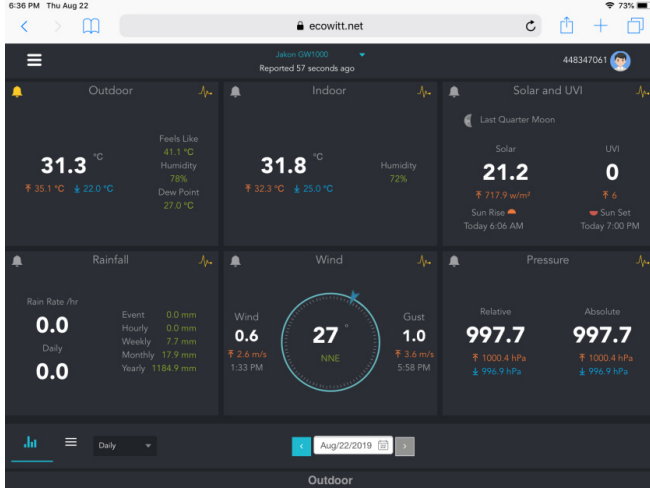 6:36 PM Thu Aug 22
73%
ecowitt.net
Jakon GW1000
Reported 57 seconds ago
448347061
Outdoor
31.3 °C
35.1 °C 22.0 °C
Feels Like
41.1 °C
Humidity
78%
Dew Point
27.0 °C
Indoor
31.8 °C
32.3 °C 25.0 °C
Humidity
72%
Solar and UVI
Last Quarter Moon
Solar
21.2
717.9 w/m²
UVI
0
6
Sun Rise
Today 6:06 AM
Sun Set
Today 7:00 PM
Rainfall
Rain Rate /hr
0.0
Daily
0.0
Event 0.0 mm
Hourly 0.0 mm
Weekly 7.7 mm
Monthly 17.9 mm
Yearly 1184.9 mm
Wind
Wind
0.6
2.6 m/s
1:33 PM
27 °
NNE
Gust
1.0
3.6 m/s
5:58 PM
Pressure
Relative
997.7
1000.4 hPa
996.9 hPa
Absolute
997.7
1000.4 hPa
996.9 hPa
Daily
Aug/22/2019
Outdoor